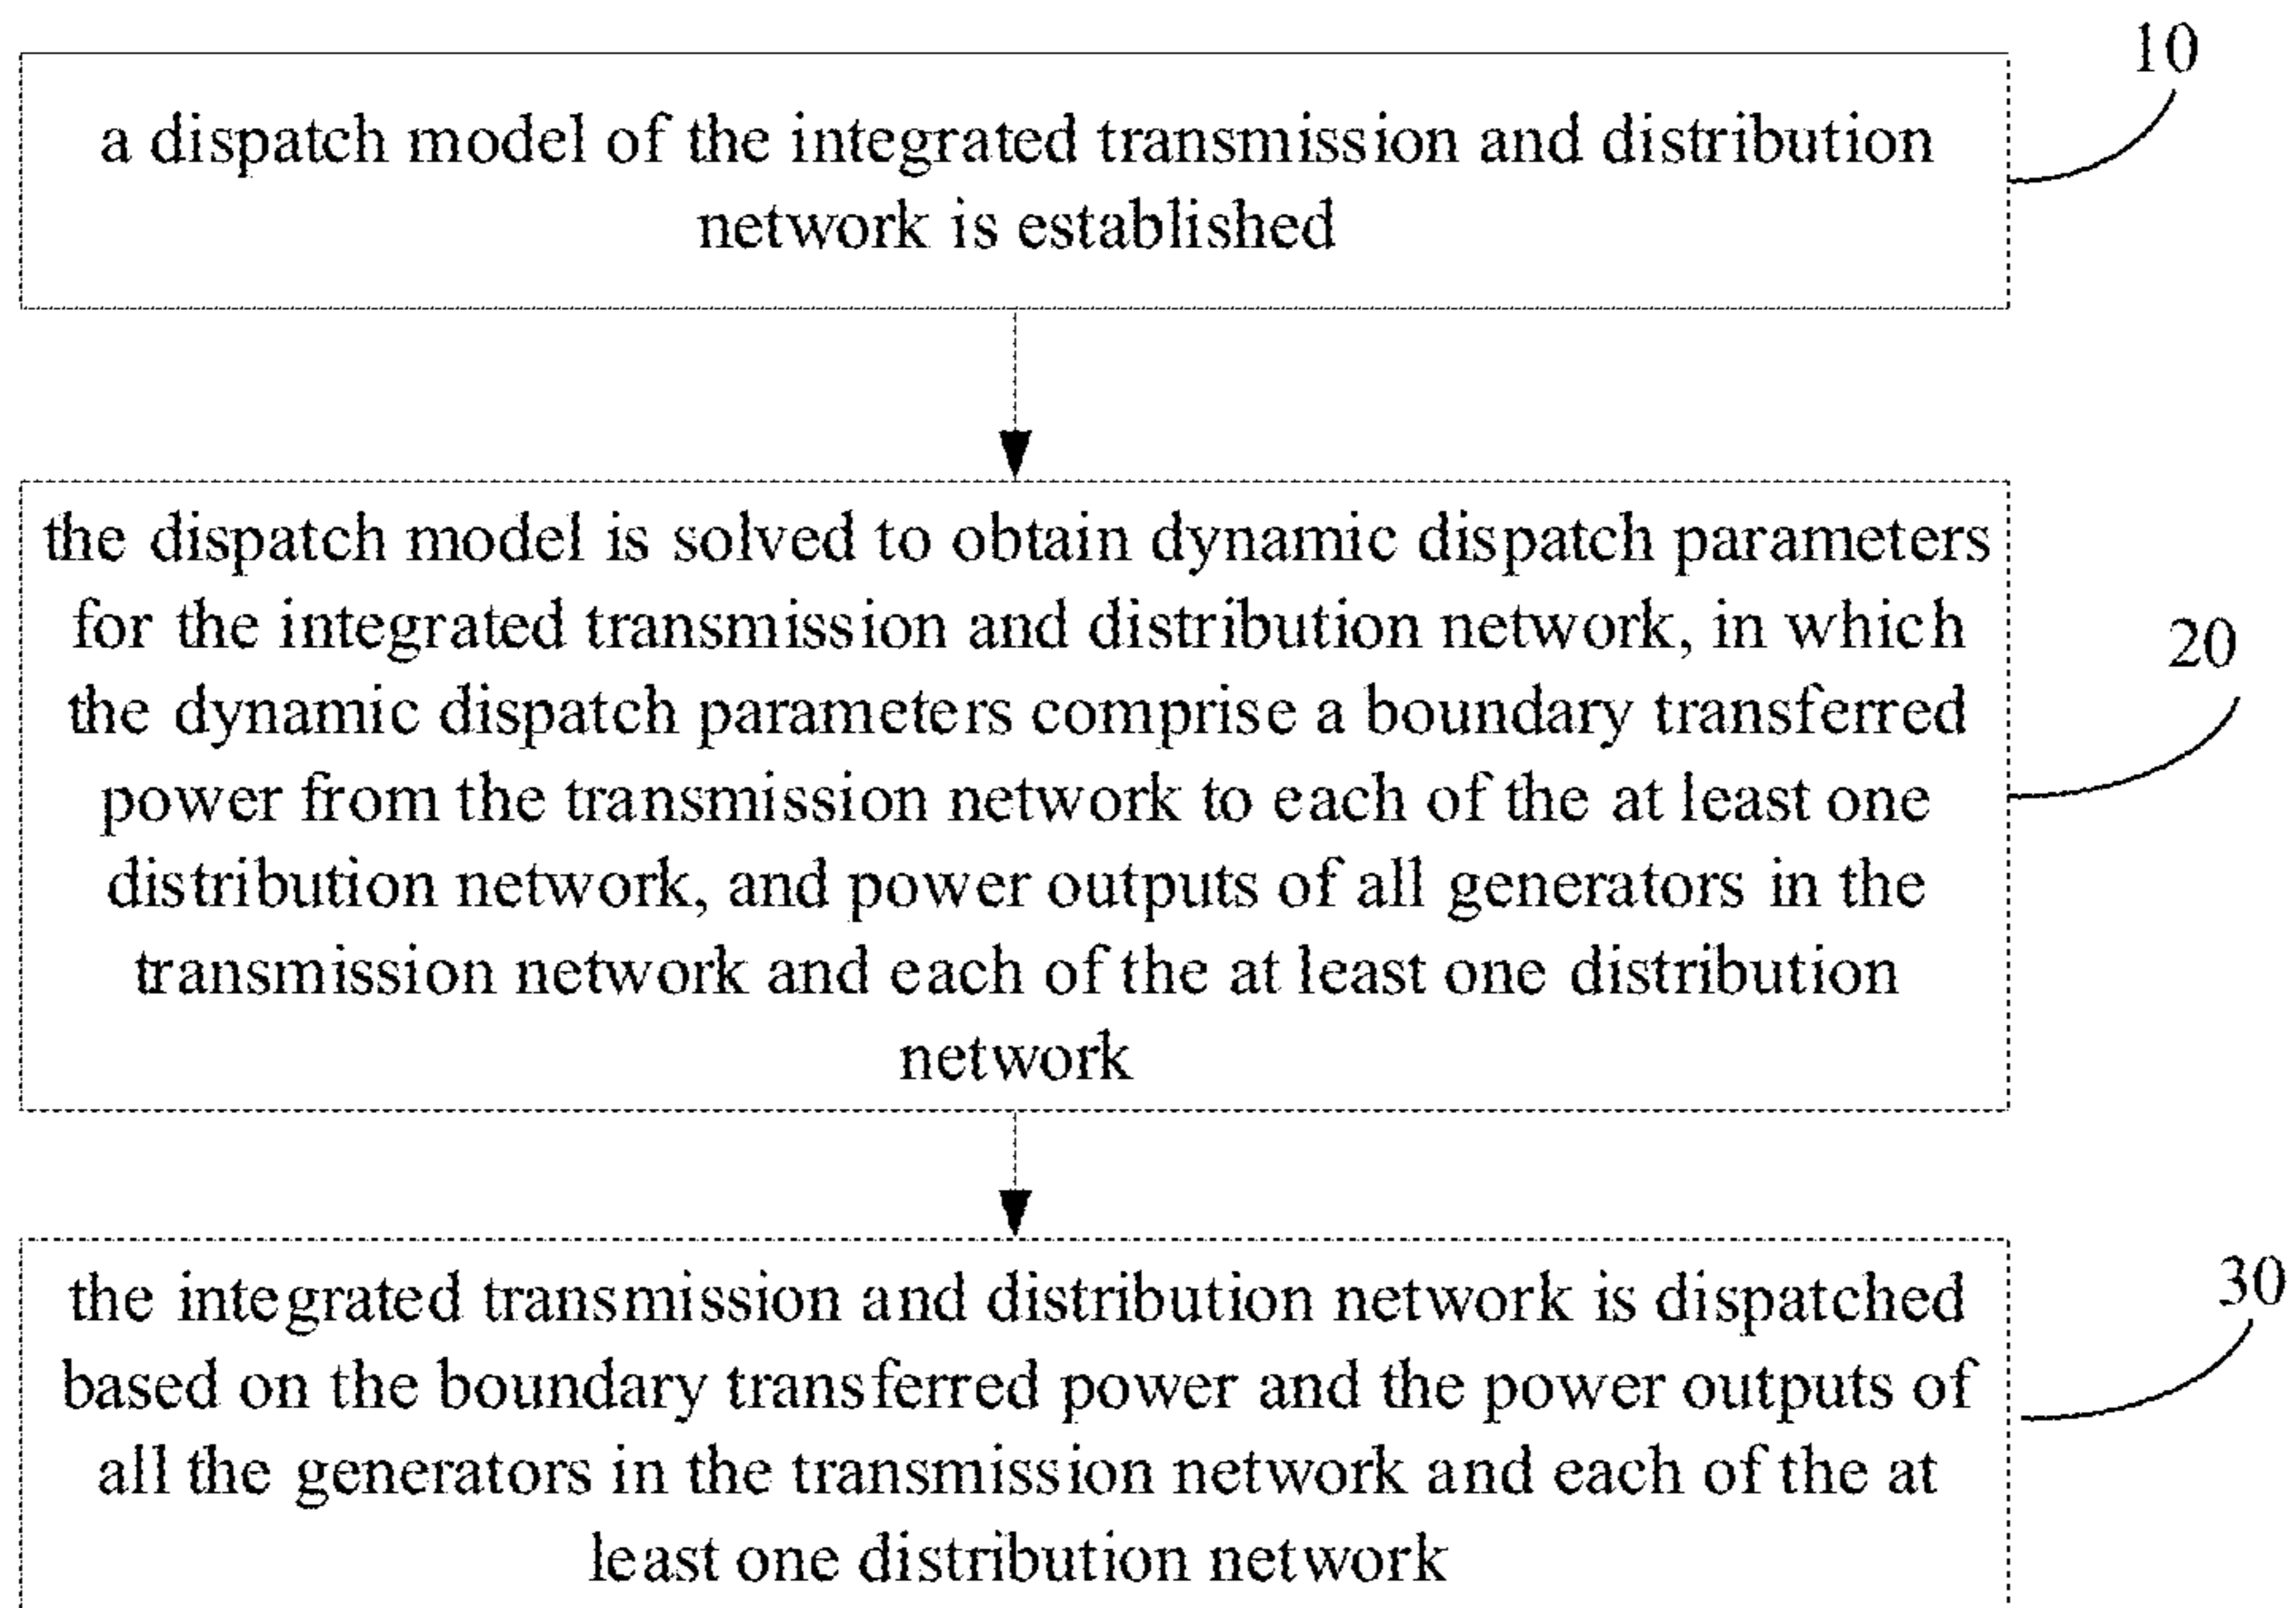 10
a dispatch model of the integrated transmission and distribution
network is established
the dispatch model is solved to obtain dynamic dispatch parameters
for the integrated transmission and distribution network, in which
20
the dynamic dispatch parameters comprise a boundary transferred
power from the transmission network to each of the at least one
distribution network, and power outputs of all generators in the
transmission network and each of the at least one distribution
network
30
the integrated transmission and distribution network is dispatched
based on the boundary transferred power and the power outputs of
all the generators in the transmission network and each of the at
least one distribution network